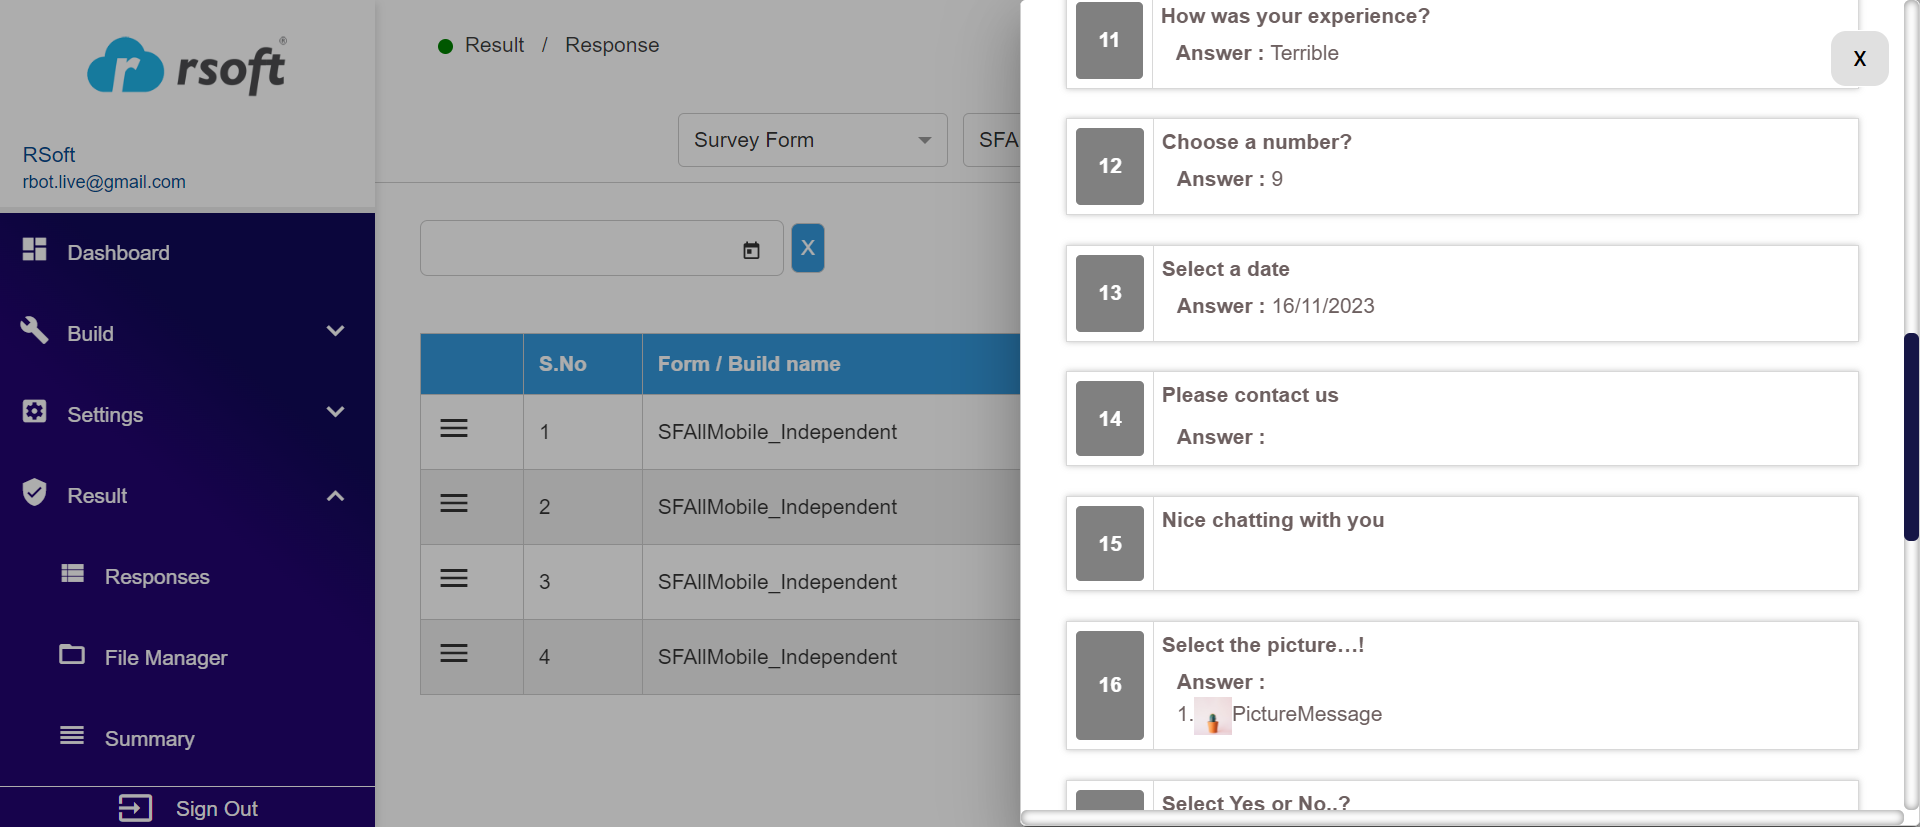 rsoft®
RSoft
rbot.live@gmail.com
Dashboard
Build
Settings
Result
Responses
File Manager
Summary
Sign Out
Result / Response
Survey Form
SFA
X
S.No Form / Build name
1 SFAllMobile_Independent
2 SFAllMobile_Independent
3 SFAllMobile_Independent
4 SFAllMobile_Independent
X
11 How was your experience?
Answer : Terrible
12 Choose a number?
Answer : 9
13 Select a date
Answer : 16/11/2023
14 Please contact us
Answer :
15 Nice chatting with you
16 Select the picture...!
Answer :
1. PictureMessage
Select Yes or No..?